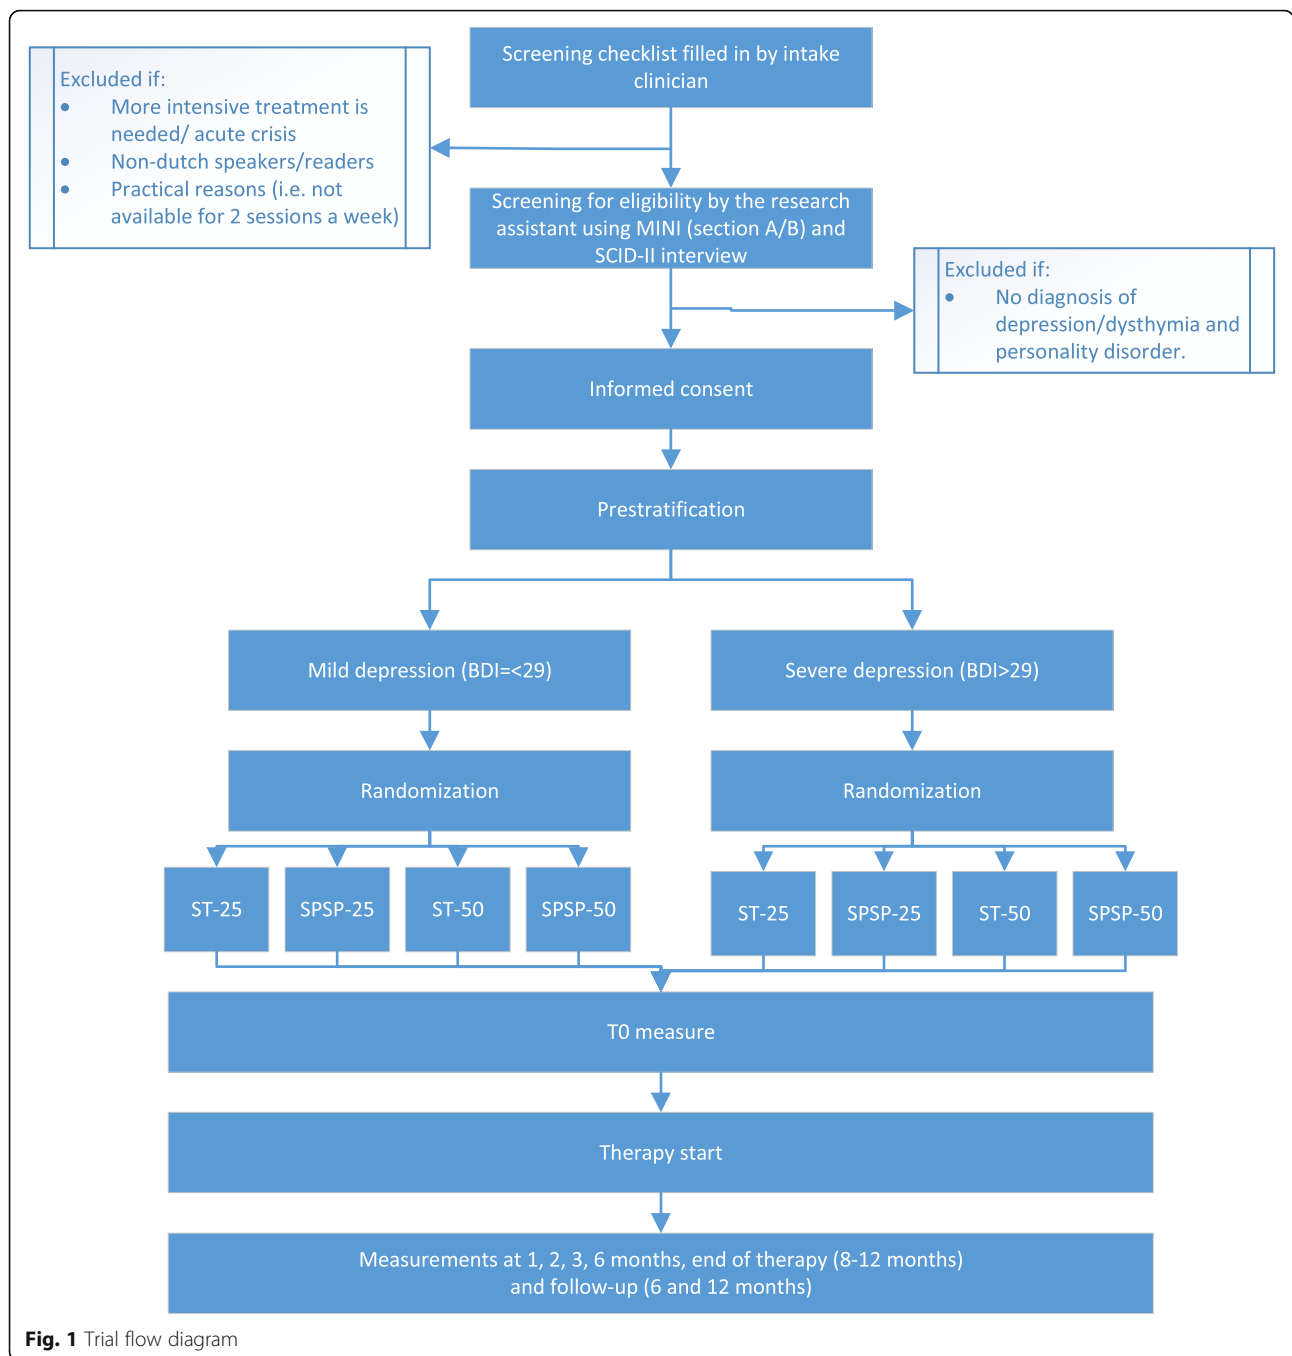 Screening checklist filled in by intake
clinician
Excluded if:
• More intensive treatment is
needed/ acute crisis
• Non-dutch speakers/readers
• Practical reasons (i.e. not
available for 2 sessions a week)
Screening for eligibility by the research
assistant using MINI (section A/B) and
SCID-II interview
Excluded if:
• No diagnosis of
depression/dysthymia and
personality disorder.
Informed consent
Prestratification
Mild depression (BDI=<29)
Severe depression (BDI>29)
Randomization
Randomization
ST-25
SPSP-25
ST-50
SPSP-50
ST-25
SPSP-25
ST-50
SPSP-50
T0 measure
Therapy start
Measurements at 1, 2, 3, 6 months, end of therapy (8-12 months)
and follow-up (6 and 12 months)
Fig. 1 Trial flow diagram